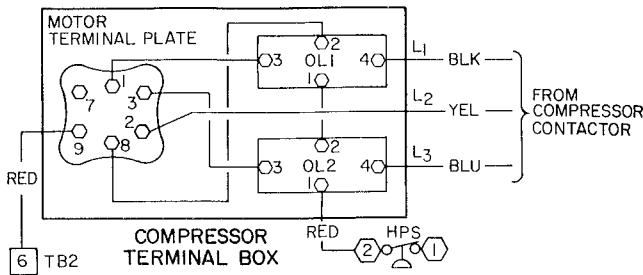 MOTOR
TERMINAL PLATE
1
7
3
2
9
8
2
3 OL1 4
1
2
3 OL2 4
1
L1 BLK
L2 YEL
L3 BLU
FROM
COMPRESSOR
CONTACTOR
RED
6 TB2
COMPRESSOR
TERMINAL BOX
RED
HPS
2 1